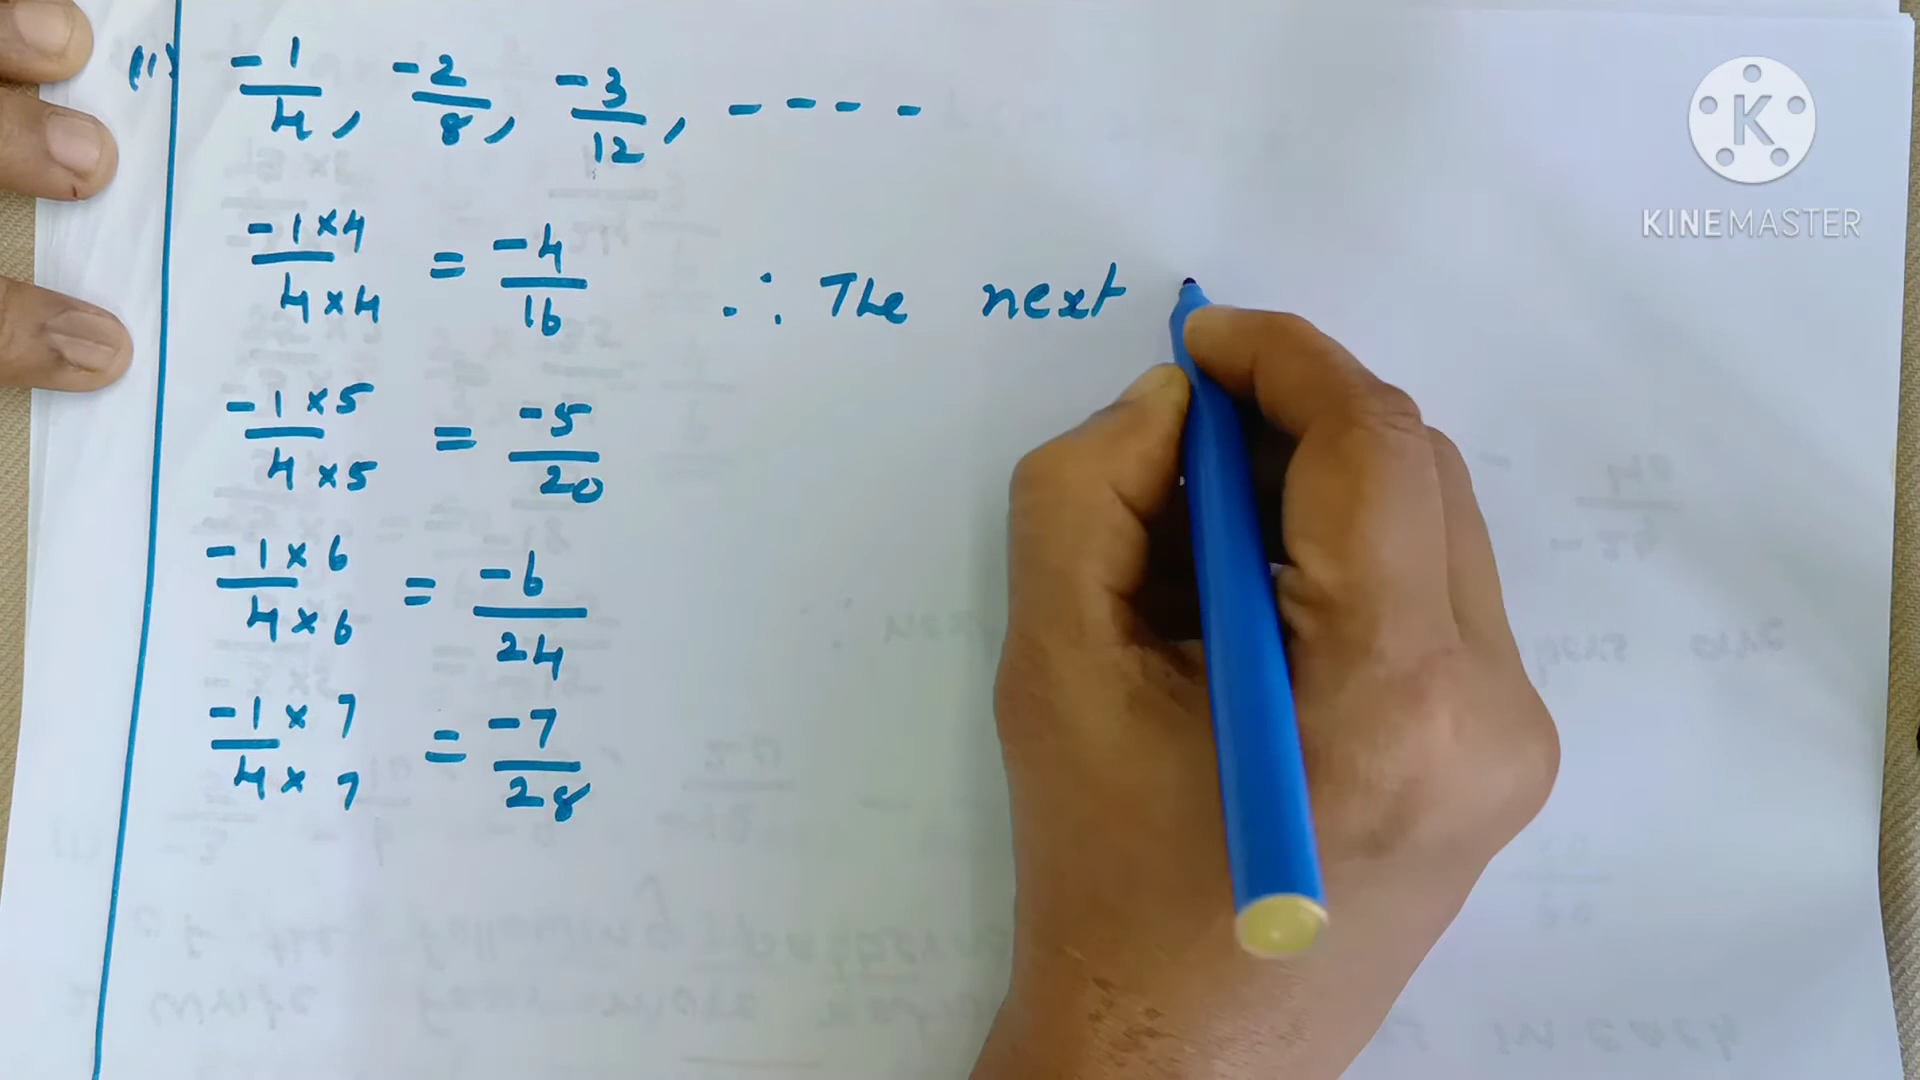 (ii) -1/4, -2/8, -3/12, ----
-1×4/4×4 = -4/16 ∴ The next
-1×5/4×5 = -5/20
-1×6/4×6 = -6/24
-1×7/4×7 = -7/28
K
KINEMASTER